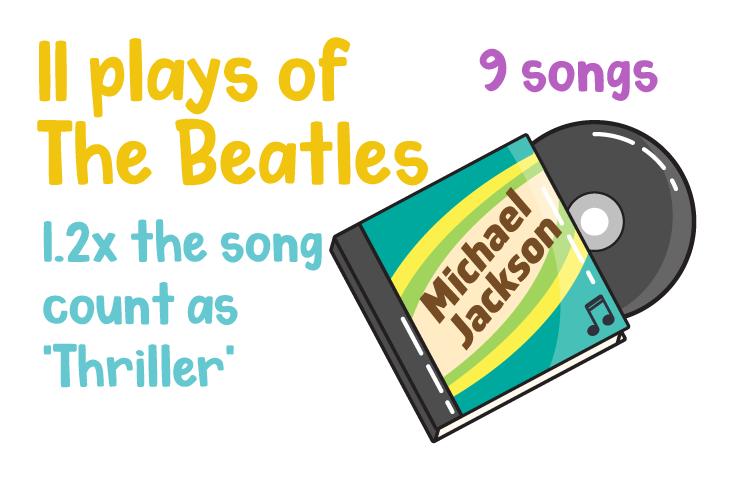 11 plays of
The Beatles
9 songs
1.2x the song
count as
'Thriller'
Michael
Jackson